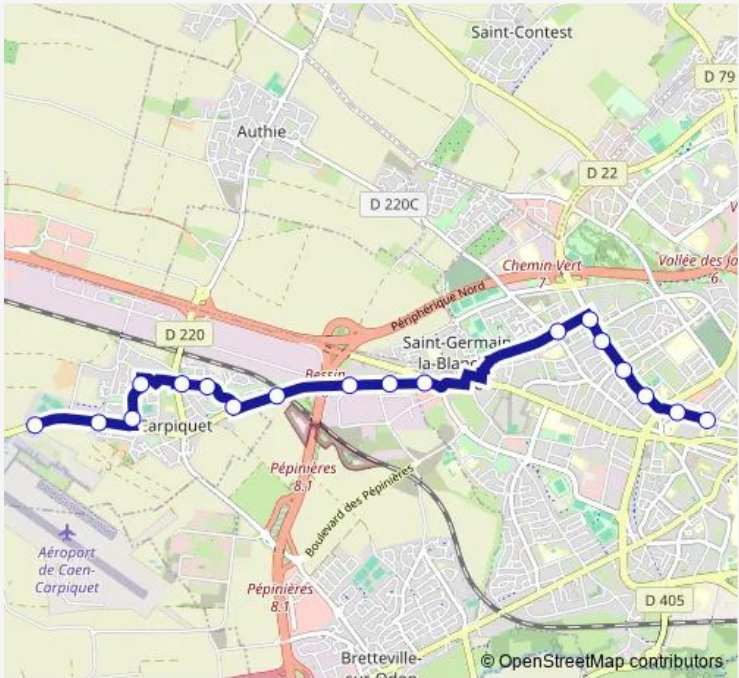 Saint-Contest
D 79
Authie
D 22
D 220C
Chemin Vert
7
Vallée des
6
Périphérique Nord
D 220
Saint-Germain
la-Blanc
Bessin
Carpiquet
Pépinières
8.1
Boulevard des Pépinières
Aéroport
de Caen-
Carpiquet
Pépinières
8.1
D 405
Bretteville-
sur-Odon
© OpenStreetMap contributors